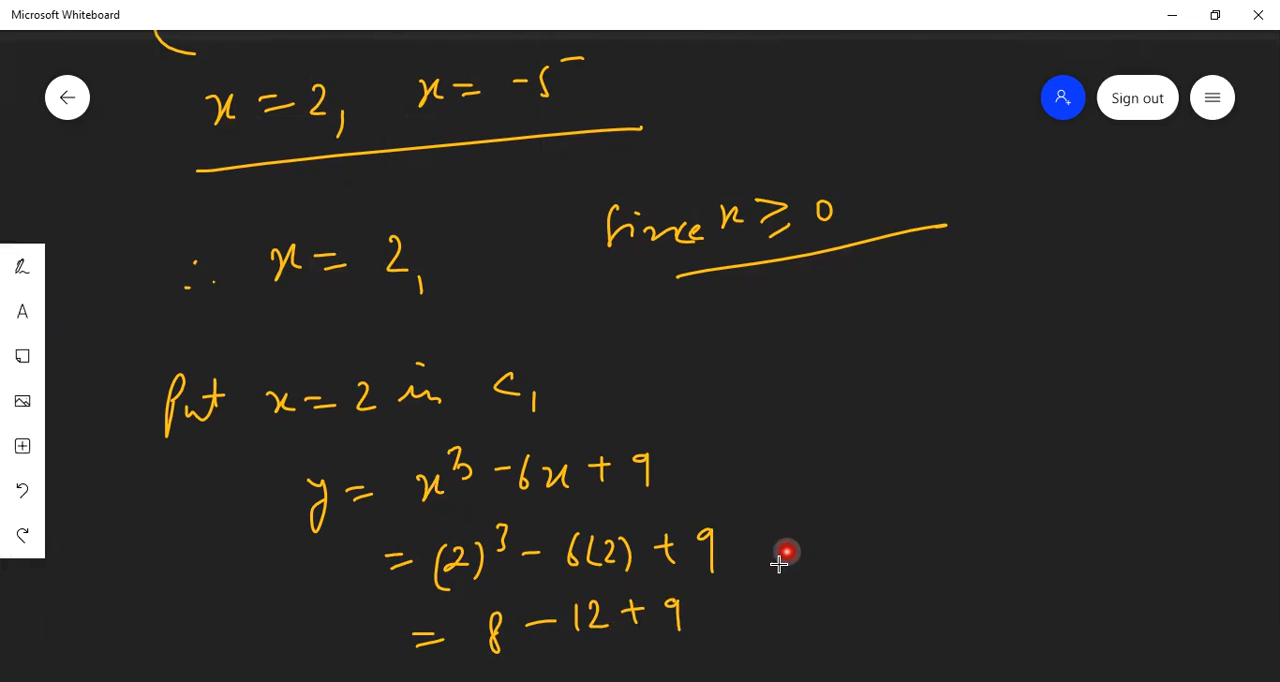 Microsoft Whiteboard
Sign out
x = 2, x = -5
Since x ≥ 0
∴ x = 2,
Put x = 2 in C₁
y = x³ - 6x + 9
= (2)³ - 6(2) + 9
= 8 - 12 + 9
A